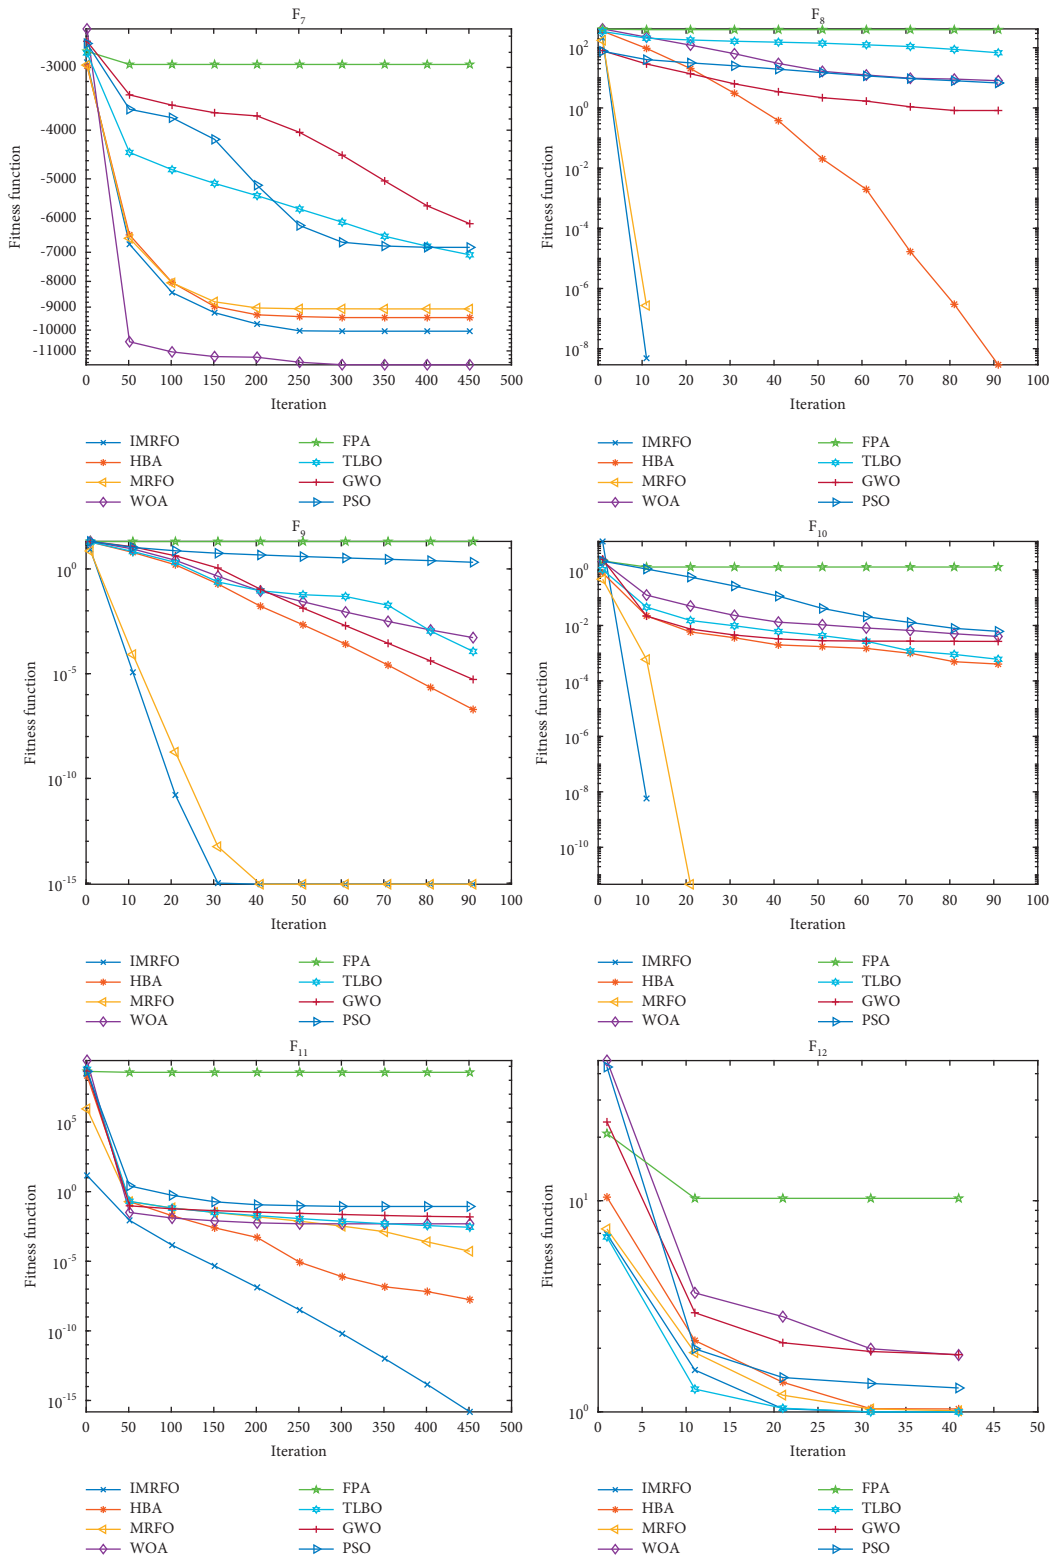 F7
Fitness function
-3000
-4000
-5000
-6000
-7000
-8000
-9000
-10000
-11000
0 50 100 150 200 250 300 350 400 450 500
Iteration
IMRFO
HBA
MRFO
WOA
FPA
TLBO
GWO
PSO
F8
Fitness function
10^2
10^0
10^-2
10^-4
10^-6
10^-8
0 10 20 30 40 50 60 70 80 90 100
Iteration
IMRFO
HBA
MRFO
WOA
FPA
TLBO
GWO
PSO
F9
Fitness function
10^0
10^-5
10^-10
10^-15
0 10 20 30 40 50 60 70 80 90 100
Iteration
IMRFO
HBA
MRFO
WOA
FPA
TLBO
GWO
PSO
F10
Fitness function
10^0
10^-2
10^-4
10^-6
10^-8
10^-10
0 10 20 30 40 50 60 70 80 90 100
Iteration
IMRFO
HBA
MRFO
WOA
FPA
TLBO
GWO
PSO
F11
Fitness function
10^5
10^0
10^-5
10^-10
10^-15
0 50 100 150 200 250 300 350 400 450 500
Iteration
IMRFO
HBA
MRFO
WOA
FPA
TLBO
GWO
PSO
F12
Fitness function
10^1
10^0
0 5 10 15 20 25 30 35 40 45 50
Iteration
IMRFO
HBA
MRFO
WOA
FPA
TLBO
GWO
PSO